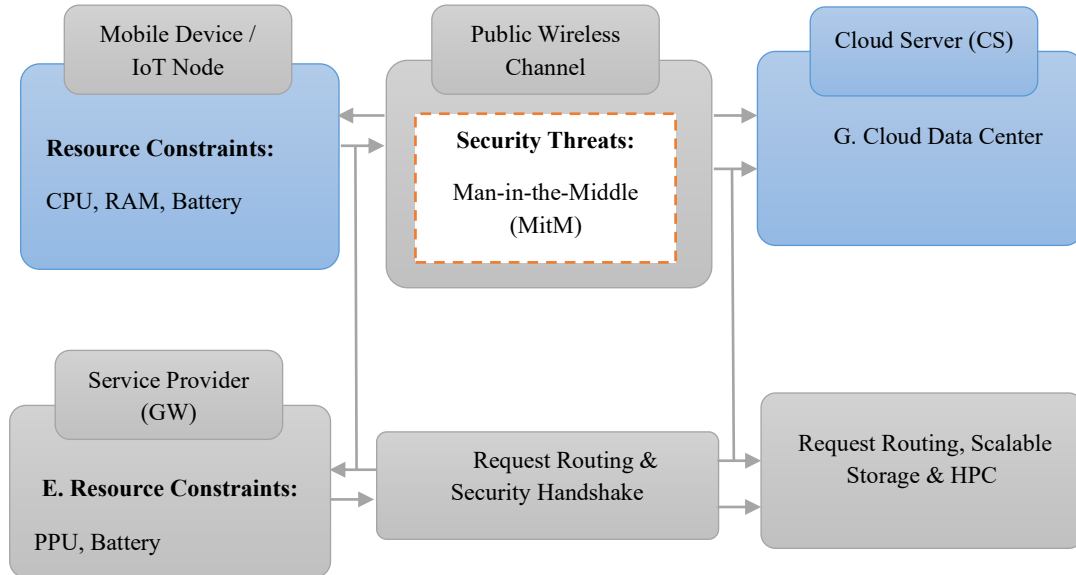 Mobile Device /
IoT Node
Resource Constraints:
CPU, RAM, Battery
Public Wireless
Channel
Security Threats:
Man-in-the-Middle
(MitM)
Cloud Server (CS)
G. Cloud Data Center
Service Provider
(GW)
E. Resource Constraints:
PPU, Battery
Request Routing &
Security Handshake
Request Routing, Scalable
Storage & HPC